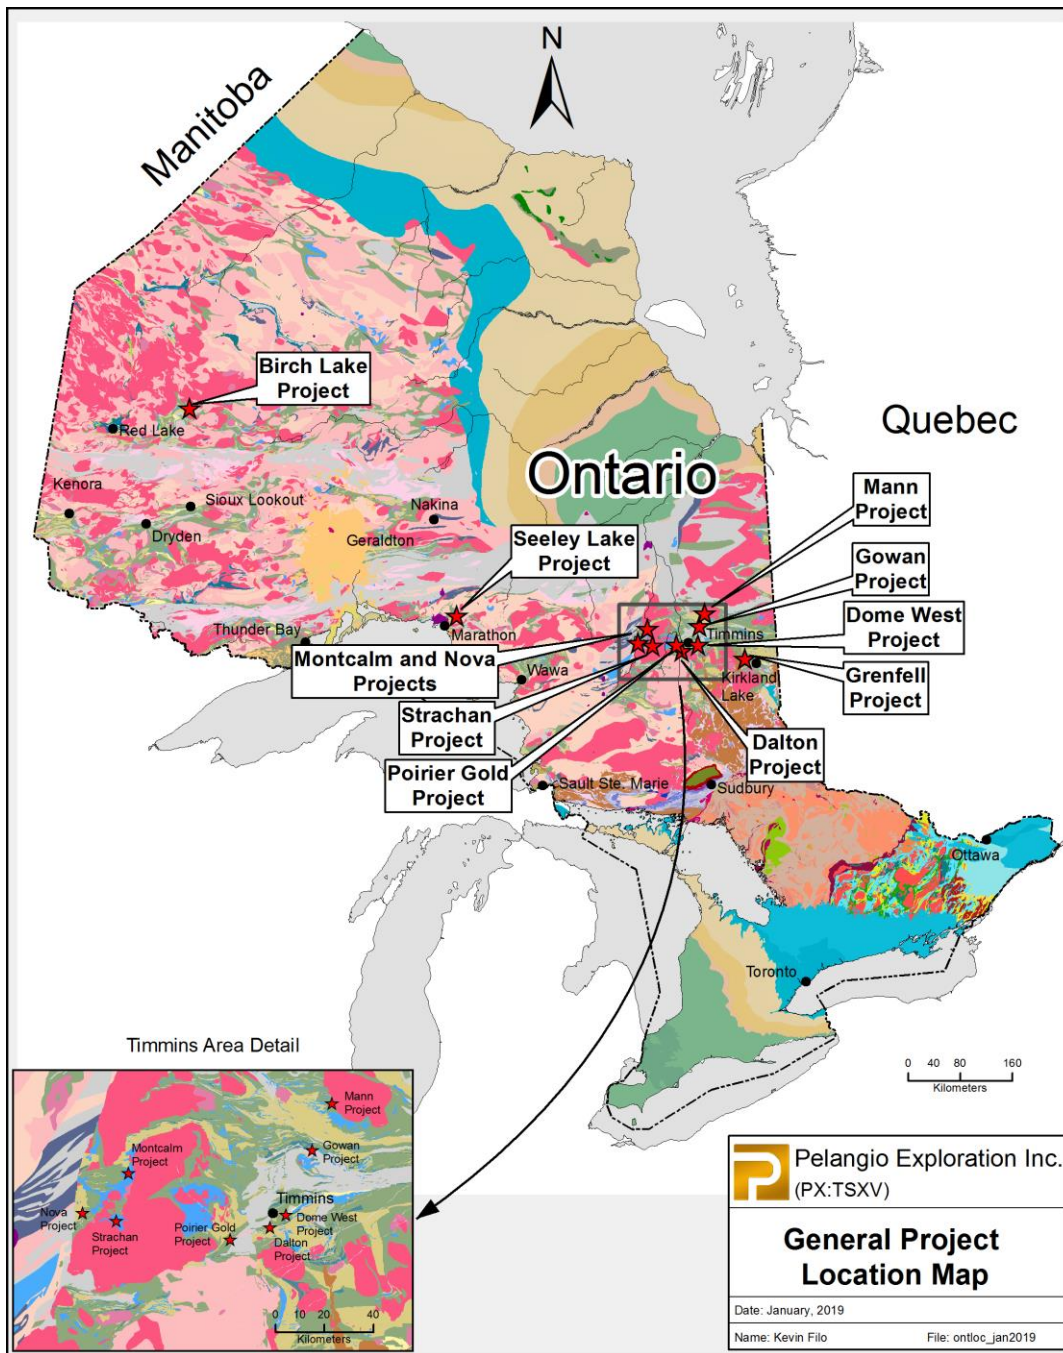 N
Manitoba
Birch Lake
Project
Red Lake
Quebec
Ontario
Kenora
Sioux Lookout
Dryden
Nakina
Geraldton
Mann
Project
Seeley Lake
Project
Gowan
Project
Thunder Bay
Marathon
Timmins
Dome West
Project
Montcalm and Nova
Projects
Wawa
Kirkland
Lake
Grenfell
Project
Strachan
Project
Dalton
Project
Poirier Gold
Project
Sault Ste. Marie
Sudbury
Ottawa
Toronto
0 40 80 160
Kilometers
Timmins Area Detail
Mann
Project
Gowan
Project
Montcalm
Project
Nova
Project
Strachan
Project
Poirier Gold
Project
Timmins
Dome West
Project
Dalton
Project
0 10 20 40
Kilometers
Pelangio Exploration Inc.
(PX:TSXV)
General Project
Location Map
Date: January, 2019
Name: Kevin Filo File: ontloc_jan2019